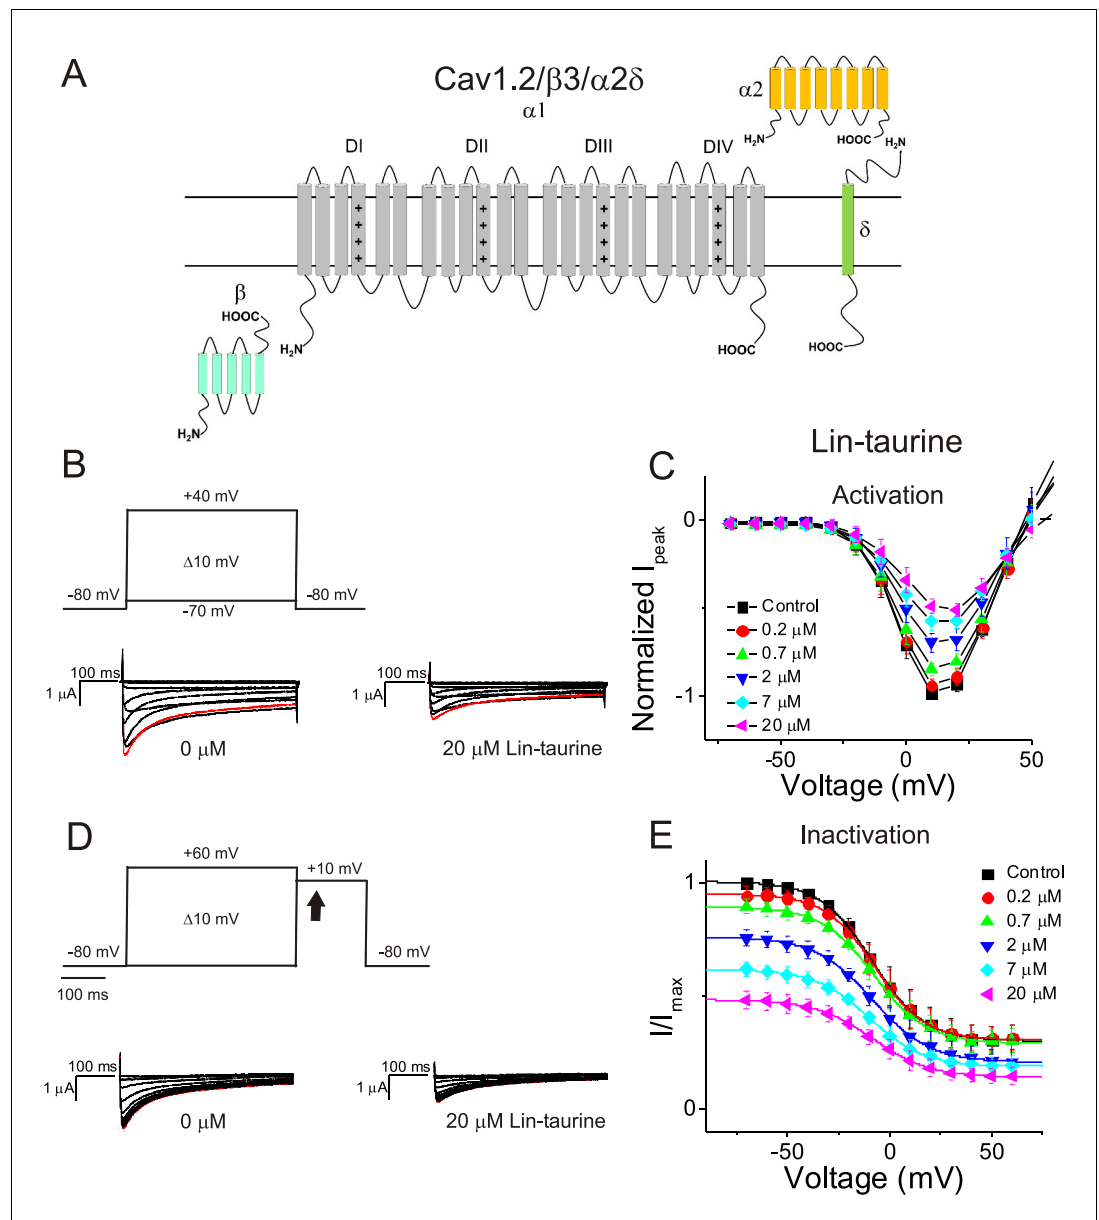 A
Cav1.2/β3/α2δ
α1
α2
H₂N
HOOC
H₂N
DI
DII
DIII
DIV
+ + + +
+ + + +
+ + + +
+ + + +
δ
β
HOOC
H₂N
H₂N
HOOC
HOOC
B
+40 mV
Δ10 mV
-80 mV
-80 mV
-70 mV
100 ms
1 μA
0 μM
100 ms
1 μA
20 μM Lin-taurine
Lin-taurine
C
Activation
0
-1
Normalized Ipeak
Control
0.2 μM
0.7 μM
2 μM
7 μM
20 μM
-50
0
50
Voltage (mV)
D
+60 mV
+10 mV
Δ10 mV
-80 mV
-80 mV
100 ms
100 ms
1 μA
0 μM
100 ms
1 μA
20 μM Lin-taurine
E
Inactivation
1
0
I/Imax
Control
0.2 μM
0.7 μM
2 μM
7 μM
20 μM
-50
0
50
Voltage (mV)